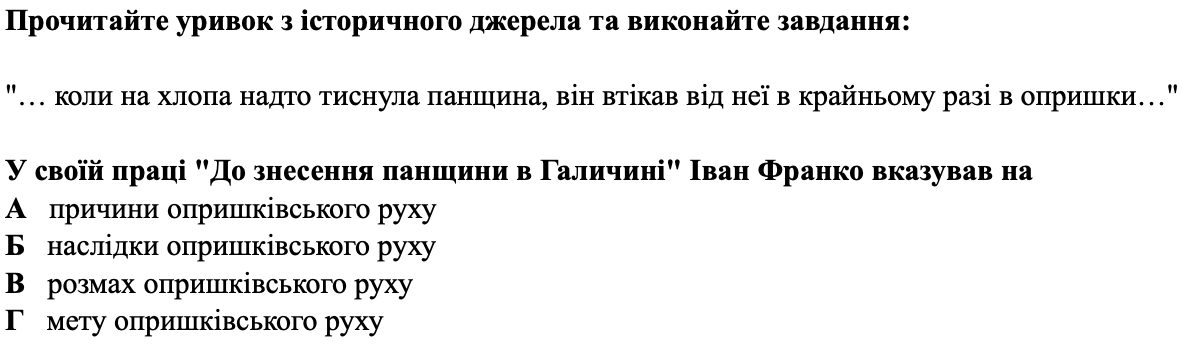 Прочитайте уривок з історичного джерела та виконайте завдання:
"… коли на хлопа надто тиснула панщина, він втікав від неї в крайньому разі в опришки…"
У своїй праці "До знесення панщини в Галичині" Іван Франко вказував на
А причини опришківського руху
Б наслідки опришківського руху
В розмах опришківського руху
Г мету опришківського руху